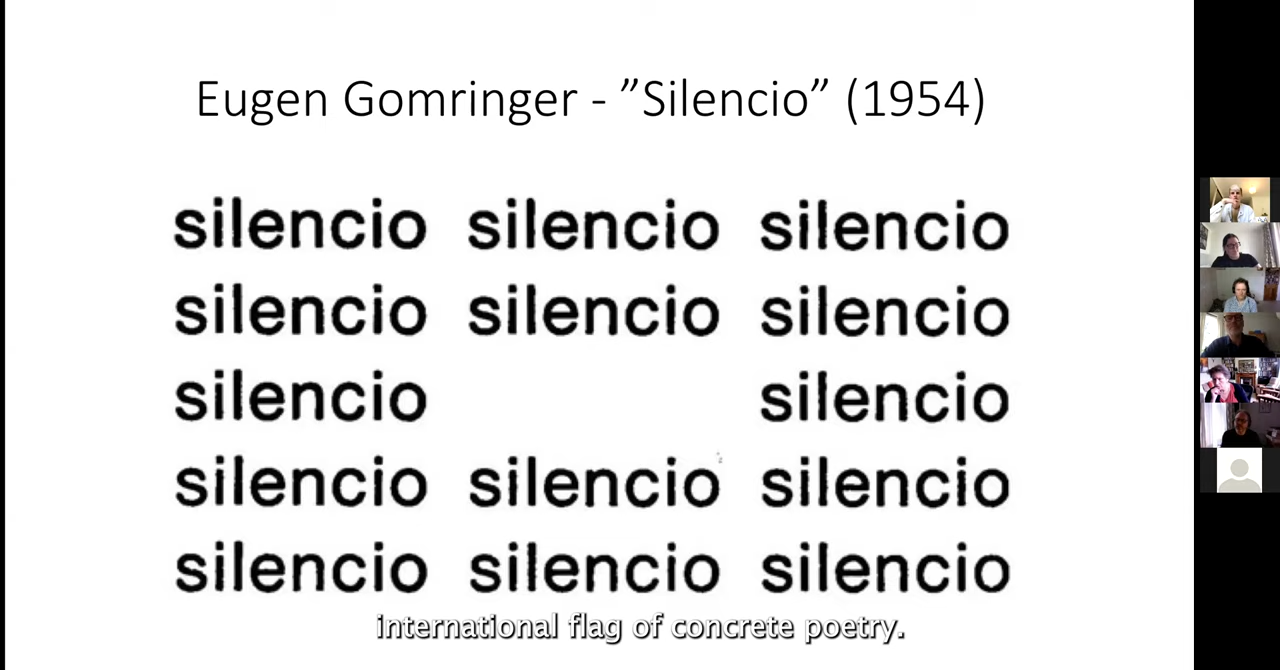 Eugen Gomringer - ”Silencio” (1954)
silencio silencio silencio
silencio silencio silencio
silencio silencio
silencio silencio silencio
silencio silencio silencio
international flag of concrete poetry.